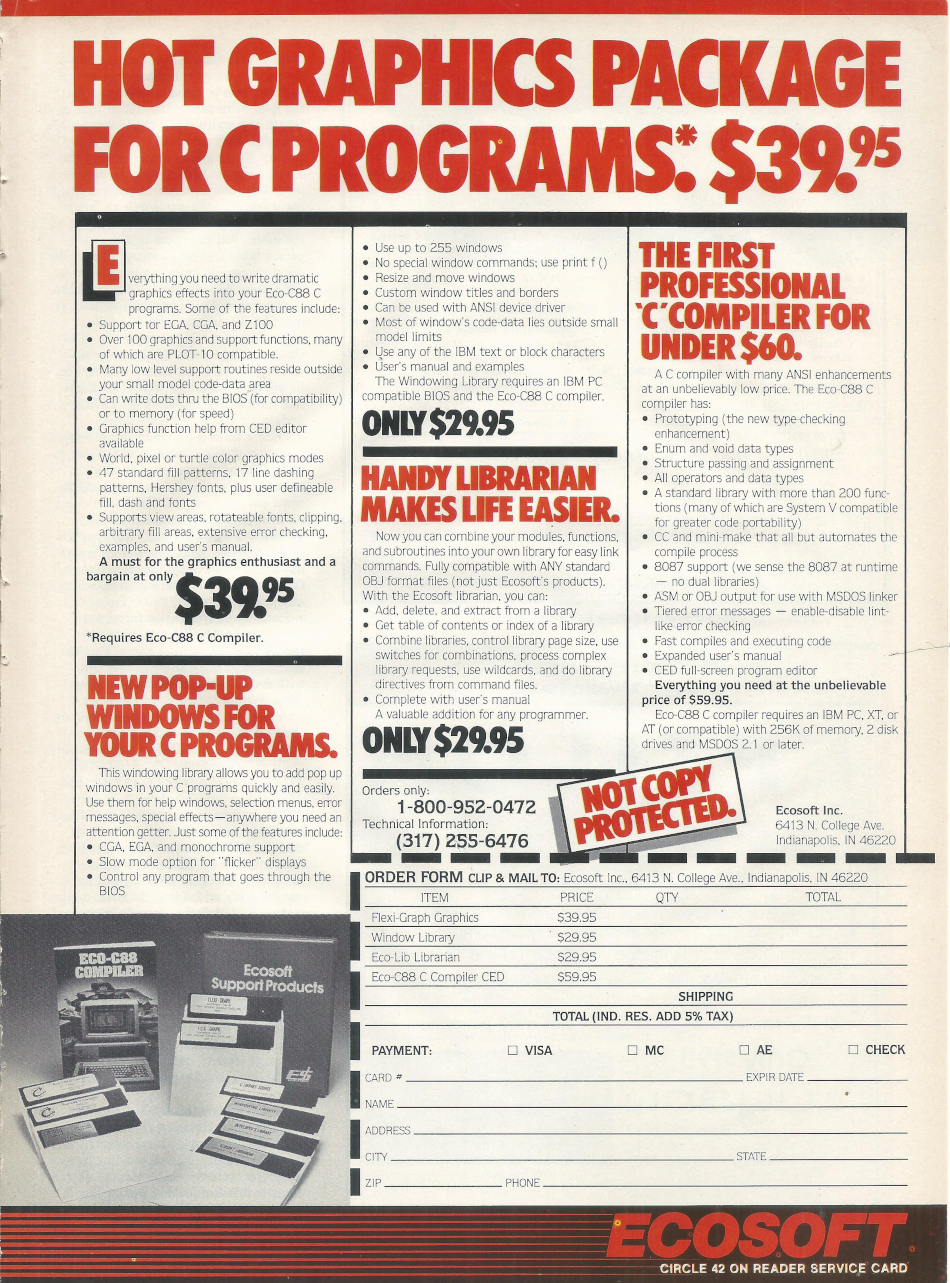 HOT GRAPHICS PACKAGE
FOR C PROGRAMS.* $39.95
Everything you need to write dramatic
graphics effects into your Eco-C88 C
programs. Some of the features include:
• Support for EGA, CGA, and Z100
• Over 100 graphics and support functions, many
of which are PLOT-10 compatible.
• Many low level support routines reside outside
your small model code-data area
• Can write dots thru the BIOS (for compatibility)
or to memory (for speed)
• Graphics function help from CED editor
available
• World, pixel or turtle color graphics modes
• 47 standard fill patterns, 17 line dashing
patterns, Hershey fonts, plus user defineable
fill, dash and fonts
• Supports view areas, rotateable fonts, clipping,
arbitrary fill areas, extensive error checking,
examples, and user's manual.
A must for the graphics enthusiast and a
bargain at only $39.95
*Requires Eco-C88 C Compiler.
NEW POP-UP
WINDOWS FOR
YOUR C PROGRAMS.
This windowing library allows you to add pop up
windows in your C programs quickly and easily.
Use them for help windows, selection menus, error
messages, special effects—anywhere you need an
attention getter. Just some of the features include:
• CGA, EGA, and monochrome support
• Slow mode option for "flicker" displays
• Control any program that goes through the
BIOS
• Use up to 255 windows
• No special window commands; use print f ()
• Resize and move windows
• Custom window titles and borders
• Can be used with ANSI device driver
• Most of window's code-data lies outside small
model limits
• Use any of the IBM text or block characters
• User's manual and examples
The Windowing Library requires an IBM PC
compatible BIOS and the Eco-C88 C compiler.
ONLY $29.95
HANDY LIBRARIAN
MAKES LIFE EASIER.
Now you can combine your modules, functions,
and subroutines into your own library for easy link
commands. Fully compatible with ANY standard
OBJ format files (not just Ecosoft's products).
With the Ecosoft librarian, you can:
• Add, delete, and extract from a library
• Get table of contents or index of a library
• Combine libraries, control library page size, use
switches for combinations, process complex
library requests, use wildcards, and do library
directives from command files.
• Complete with user's manual
A valuable addition for any programmer.
ONLY $29.95
Orders only:
1-800-952-0472
Technical Information:
(317) 255-6476
THE FIRST
PROFESSIONAL
'C' COMPILER FOR
UNDER $60.
A C compiler with many ANSI enhancements
at an unbelievably low price. The Eco-C88 C
compiler has:
• Prototyping (the new type-checking
enhancement)
• Enum and void data types
• Structure passing and assignment
• All operators and data types
• A standard library with more than 200 func-
tions (many of which are System V compatible
for greater code portability)
• CC and mini-make that all but automates the
compile process
• 8087 support (we sense the 8087 at runtime
— no dual libraries)
• ASM or OBJ output for use with MSDOS linker
• Tiered error messages — enable-disable lint-
like error checking
• Fast compiles and executing code
• Expanded user's manual
• CED full-screen program editor
Everything you need at the unbelievable
price of $59.95.
Eco-C88 C compiler requires an IBM PC, XT, or
AT (or compatible) with 256K of memory, 2 disk
drives and MSDOS 2.1 or later.
NOT COPY
PROTECTED.
Ecosoft Inc.
6413 N. College Ave.
Indianapolis, IN 46220
ORDER FORM CLIP & MAIL TO: Ecosoft Inc., 6413 N. College Ave., Indianapolis, IN 46220
ITEM PRICE QTY TOTAL
Flexi-Graph Graphics $39.95
Window Library $29.95
Eco-Lib Librarian $29.95
Eco-C88 C Compiler CED $59.95
SHIPPING
TOTAL (IND. RES. ADD 5% TAX)
PAYMENT: □ VISA □ MC □ AE □ CHECK
CARD # EXPIR DATE
NAME
ADDRESS
CITY STATE
ZIP PHONE
ECO-C88
COMPILER
Ecosoft
Support Products
FLEXI-GRAPH
C LIBRARY SOURCE
WINDOWING LIBRARY
DEVELOPER'S LIBRARY
ECOSOFT LIBRARIAN
ECOSOFT
CIRCLE 42 ON READER SERVICE CARD